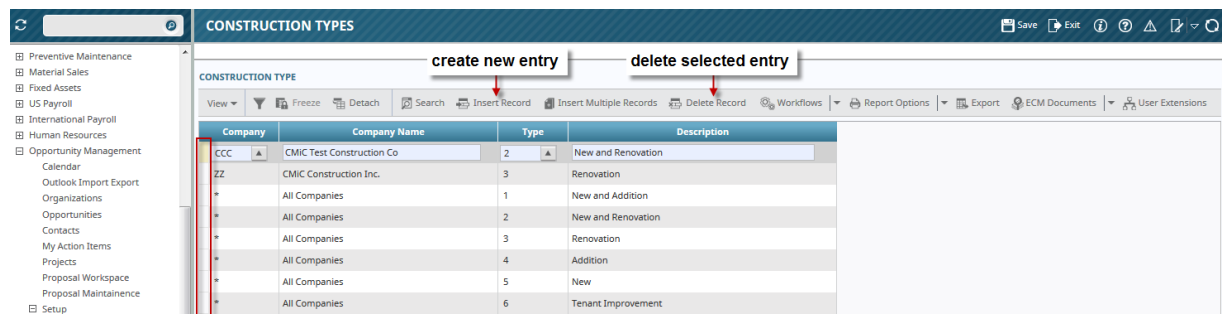 CONSTRUCTION TYPES
Save Exit
Preventive Maintenance
Material Sales
Fixed Assets
US Payroll
International Payroll
Human Resources
Opportunity Management
Calendar
Outlook Import Export
Organizations
Opportunities
Contacts
My Action Items
Projects
Proposal Workspace
Proposal Maintainence
Setup
create new entry delete selected entry
CONSTRUCTION TYPE
View Freeze Detach Search Insert Record Insert Multiple Records Delete Record Workflows Report Options Export ECM Documents User Extensions
Company Company Name Type Description
CCC CMiC Test Construction Co 2 New and Renovation
ZZ CMiC Construction Inc. 3 Renovation
* All Companies 1 New and Addition
* All Companies 2 New and Renovation
* All Companies 3 Renovation
* All Companies 4 Addition
* All Companies 5 New
* All Companies 6 Tenant Improvement